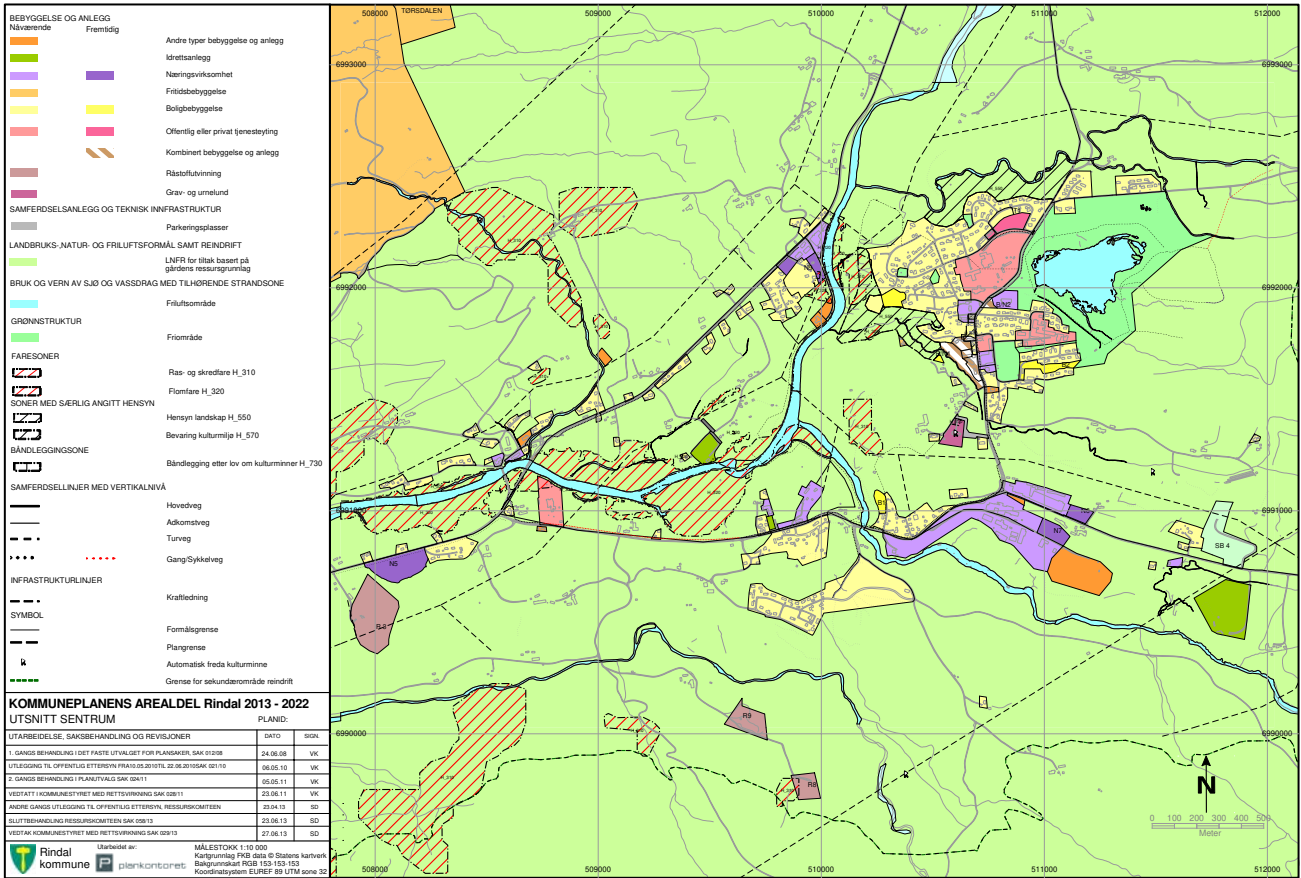 BEBYGGELSE OG ANLEGG
Nåværende Fremtidig
Andre typer bebyggelse og anlegg
Idrettsanlegg
Næringsvirksomhet
Fritidsbebyggelse
Boligbebyggelse
Offentlig eller privat tjenesteyting
Kombinert bebyggelse og anlegg
Råstoffutvinning
Grav- og urnelund
SAMFERDSELSANLEGG OG TEKNISK INNFRASTRUKTUR
Parkeringsplasser
LANDBRUKS-,NATUR- OG FRILUFTSFORMÅL SAMT REINDRIFT
LNFR for tiltak basert på
gårdens ressursgrunnlag
BRUK OG VERN AV SJØ OG VASSDRAG MED TILHØRENDE STRANDSONE
Friluftsområde
GRØNNSTRUKTUR
Friområde
FARESONER
Ras- og skredfare H_310
Flomfare H_320
SONER MED SÆRLIG ANGITT HENSYN
Hensyn landskap H_550
Bevaring kulturmiljø H_570
BÅNDLEGGINGSONE
Båndlegging etter lov om kulturminner H_730
SAMFERDSELLINJER MED VERTIKALNIVÅ
Hovedveg
Adkomstveg
Turveg
Gang/Sykkelveg
INFRASTRUKTURLINJER
Kraftledning
SYMBOL
Formålsgrense
Plangrense
R Automatisk freda kulturminne
Grense for sekundærområde reindrift
KOMMUNEPLANENS AREALDEL Rindal 2013 - 2022
UTSNITT SENTRUM PLANID:
UTARBEIDELSE, SAKSBEHANDLING OG REVISJONER DATO SIGN.
1. GANGS BEHANDLING I DET FASTE UTVALGET FOR PLANSAKER, SAK 012/08 24.06.08 VK
UTLEGGING TIL OFFENTLIG ETTERSYN FRA10.05.2010TIL 22.06.2010SAK 021/10 06.05.10 VK
2. GANGS BEHANDLING I PLANUTVALG SAK 024/11 05.05.11 VK
VEDTATT I KOMMUNESTYRET MED RETTSVIRKNING SAK 028/11 23.06.11 VK
ANDRE GANGS UTLEGGING TIL OFFENTILIG ETTERSYN, RESSURSKOMITEEN 23.04.13 SD
SLUTTBEHANDLING RESSURSKOMITEEN SAK 058/13 23.06.13 SD
VEDTAK KOMMUNESTYRET MED RETTSVIRKNING SAK 029/13 27.06.13 SD
Rindal
kommune
Utarbeidet av:
plankontoret
MÅLESTOKK 1:10 000
Kartgrunnlag FKB data © Statens kartverk
Bakgrunnskart RGB 153-153-153
Koordinatsystem EUREF 89 UTM sone 32
508000 509000 510000 511000 512000
TØRSDALEN
6993000 6993000
6992000 6992000
B/N2
6991000 6991000
N7
SB 4
N5
R9
6990000 6990000
R8
N
0 100 200 300 400 500
Meter
508000 509000 510000 511000 512000